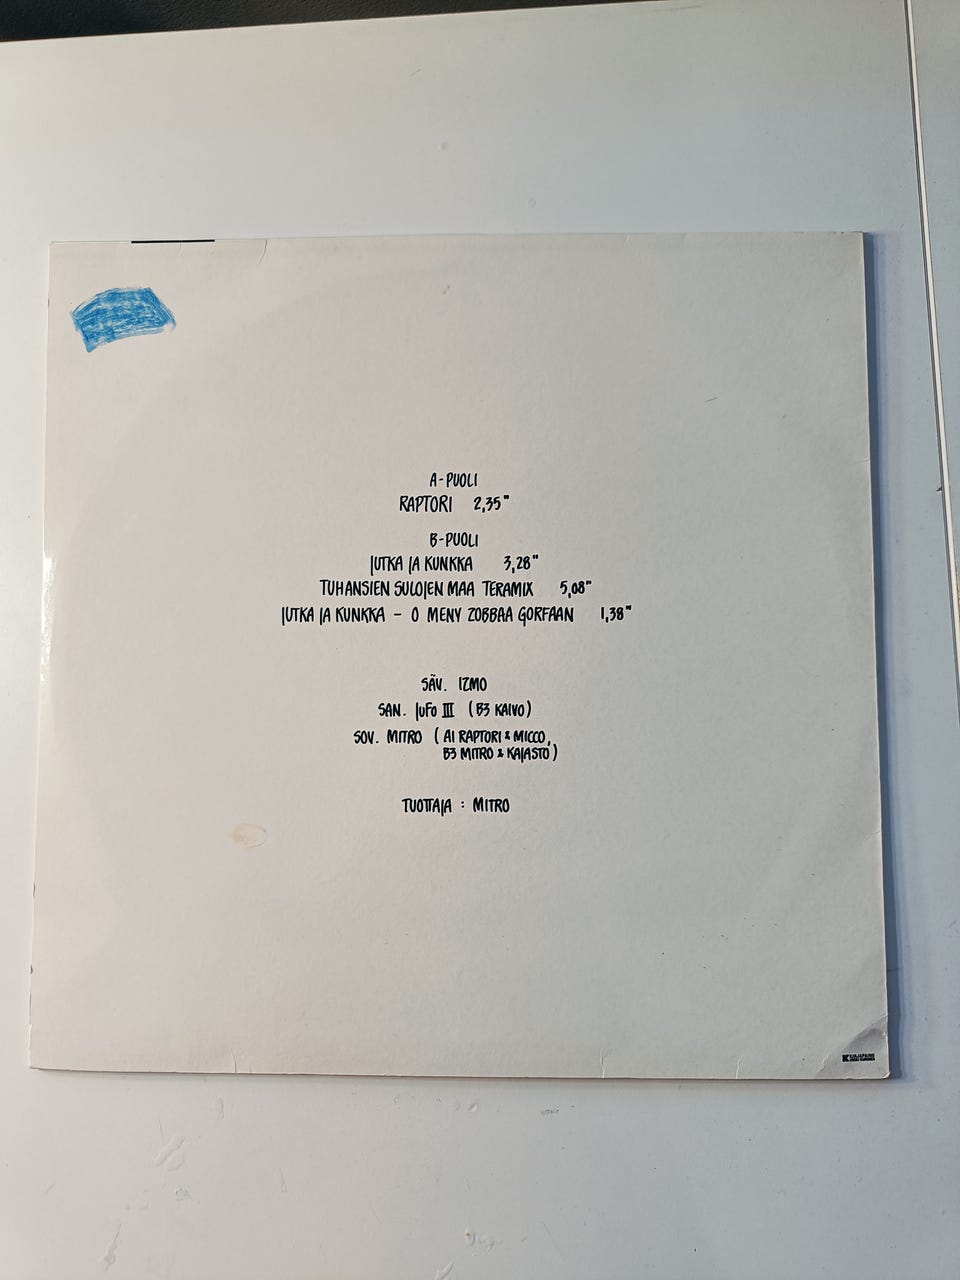 A-PUOLI
RAPTORI 2,35"
B-PUOLI
JUTKA JA KUNKKA 3,28"
TUHANSIEN SULOJEN MAA TERAMIX 5,08"
JUTKA JA KUNKKA - O MENY ZOBBAA GORFAAN 1,38"
SÄV. IZMO
SAN. JUFO III (B3 KAIVO)
SOV. MITRO (A1 RAPTORI & MICCO,
B3 MITRO & KAJASTO)
TUOTTAJA : MITRO